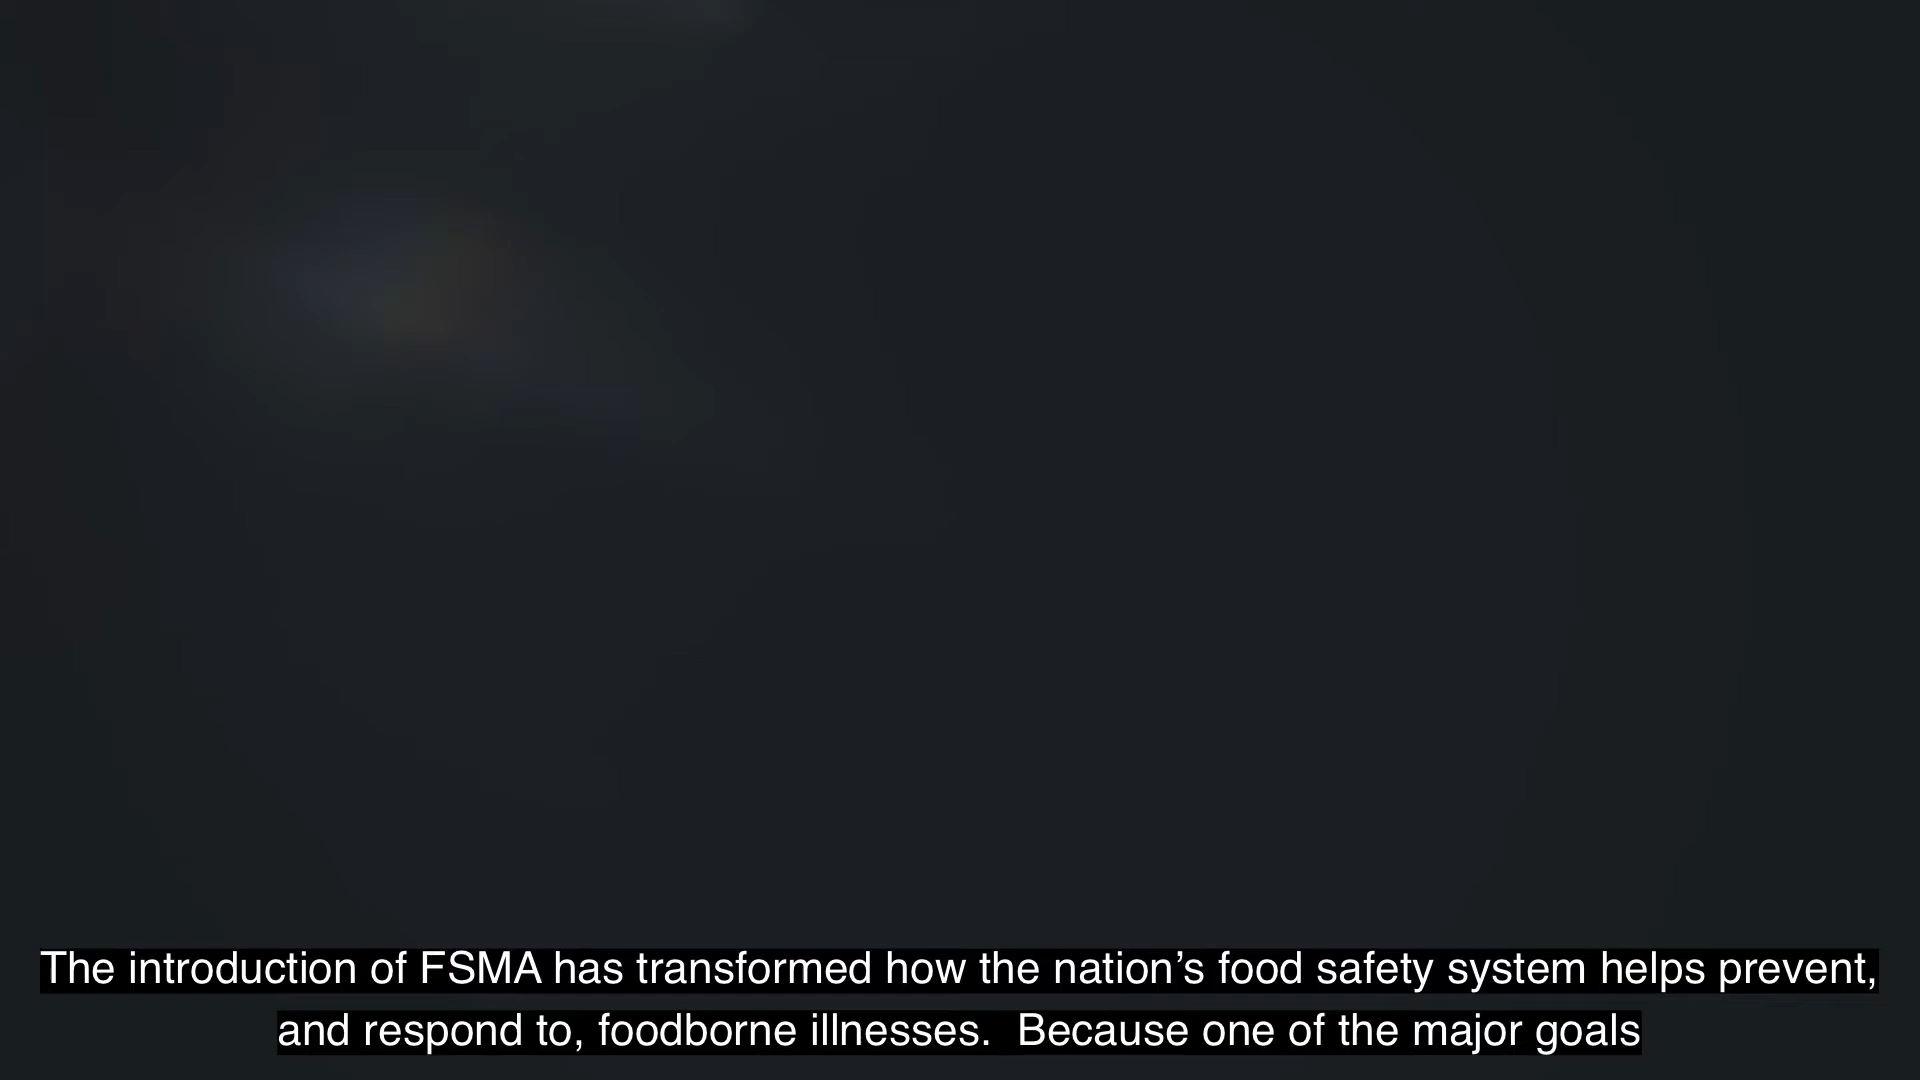 The introduction of FSMA has transformed how the nation’s food safety system helps prevent,
and respond to, foodborne illnesses.  Because one of the major goals